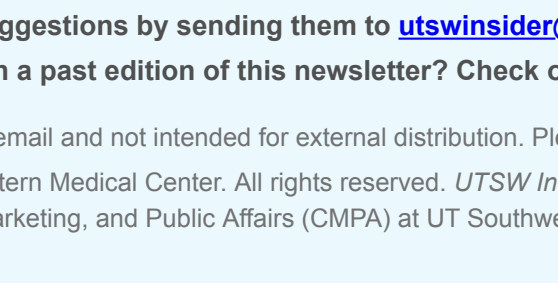 ggestions by sending them to utswinsider@
a past edition of this newsletter? Check o
email and not intended for external distribution. Ple
tern Medical Center. All rights reserved. UTSW In
arketing, and Public Affairs (CMPA) at UT Southwe